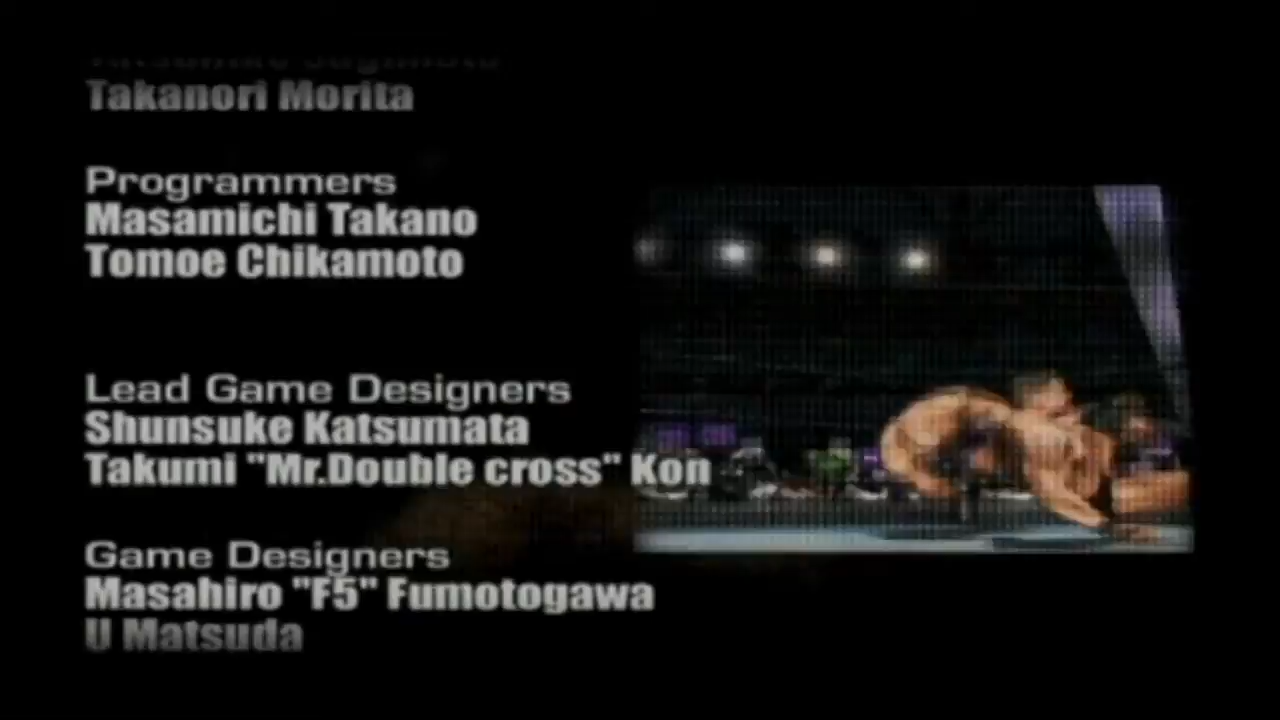 Takanori Morita
Programmers
Masamichi Takano
Tomoe Chikamoto
Lead Game Designers
Shunsuke Katsumata
Takumi "Mr.Double cross" Kon
Game Designers
Masahiro "F5" Fumotogawa
U Matsuda